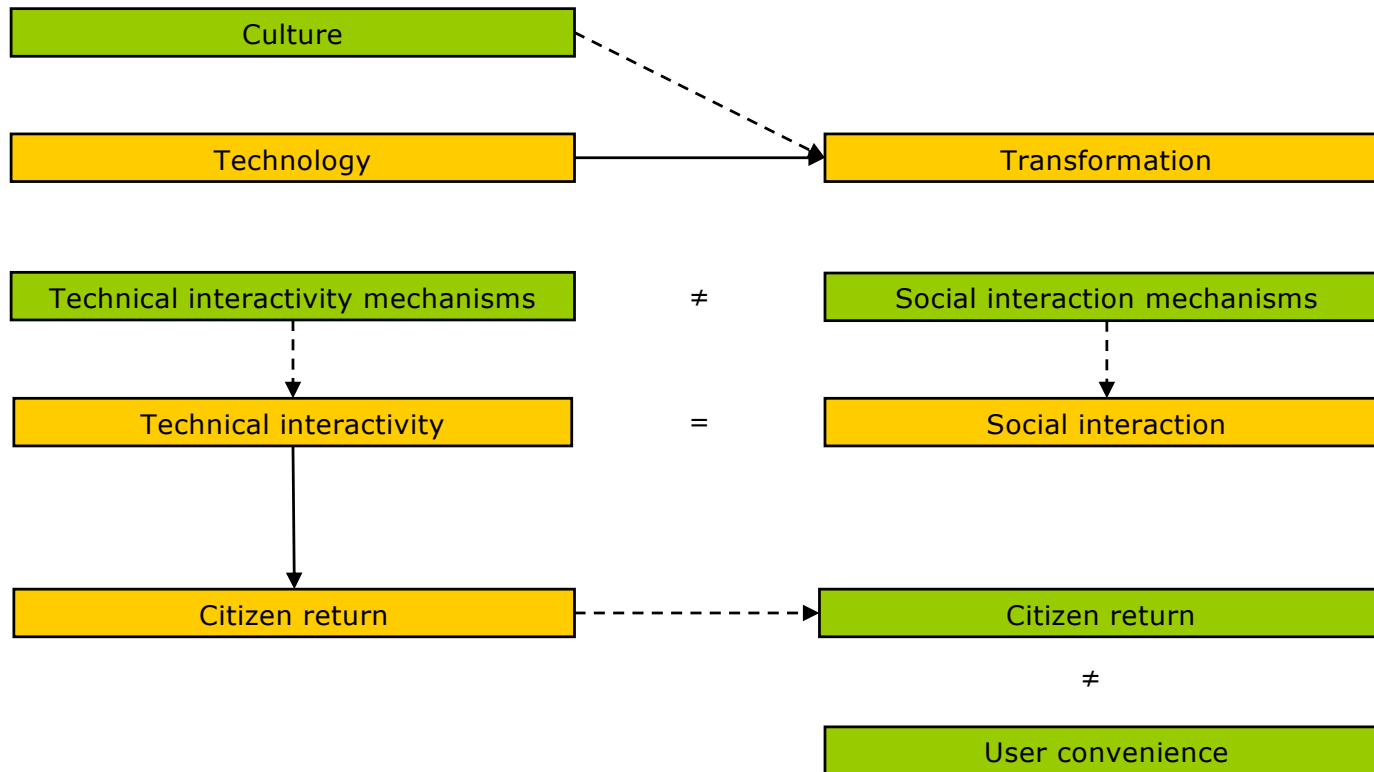 Culture
Technology
Transformation
Technical interactivity mechanisms
≠
Social interaction mechanisms
Technical interactivity
=
Social interaction
Citizen return
Citizen return
≠
User convenience